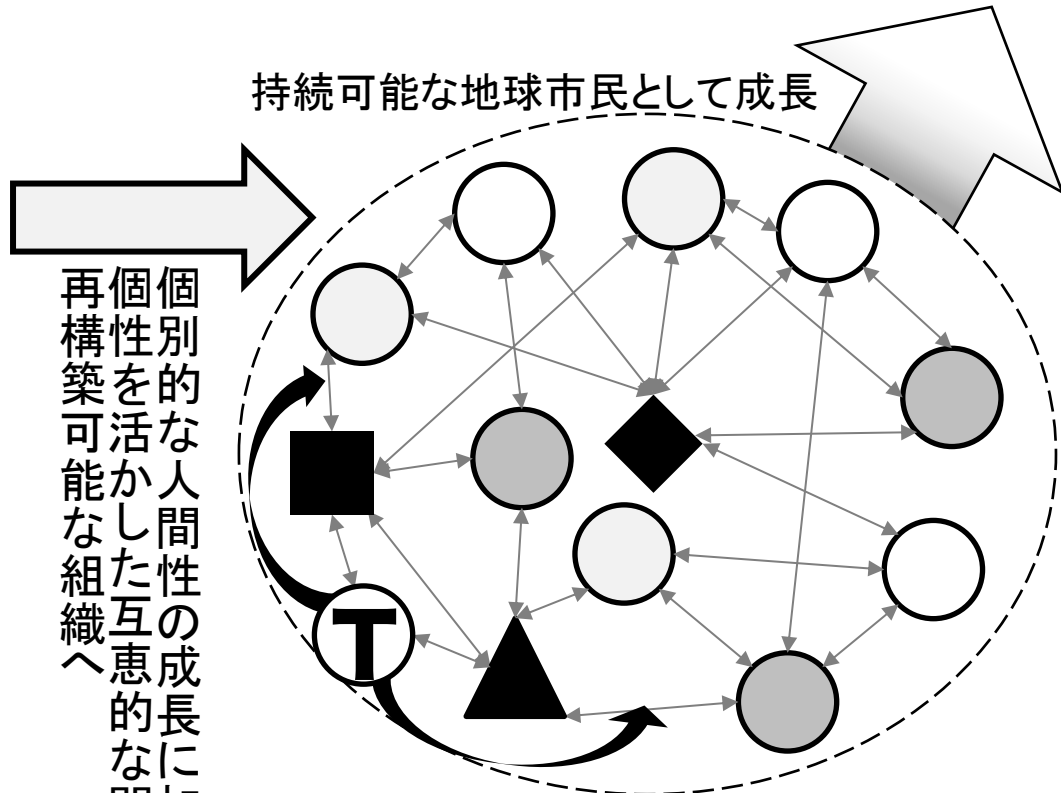 持続可能な地球市民として成長
個別的な人間性の成長に
個性を活かした互恵的な
再構築可能な組織へ
T